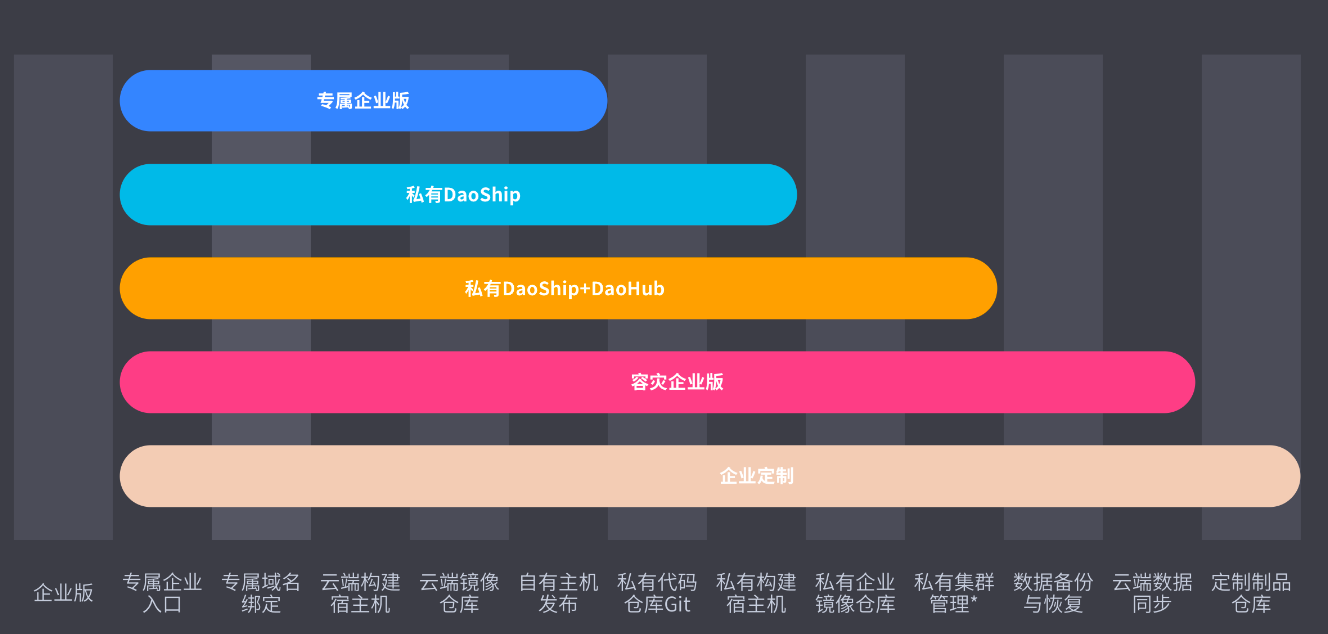 专属企业版
私有DaoShip
私有DaoShip+DaoHub
容灾企业版
企业定制
企业版
专属企业
入口
专属域名
绑定
云端构建
宿主机
云端镜像
仓库
自有主机
发布
私有代码
仓库Git
私有构建
宿主机
私有企业
镜像仓库
私有集群
管理*
数据备份
与恢复
云端数据
同步
定制制品
仓库